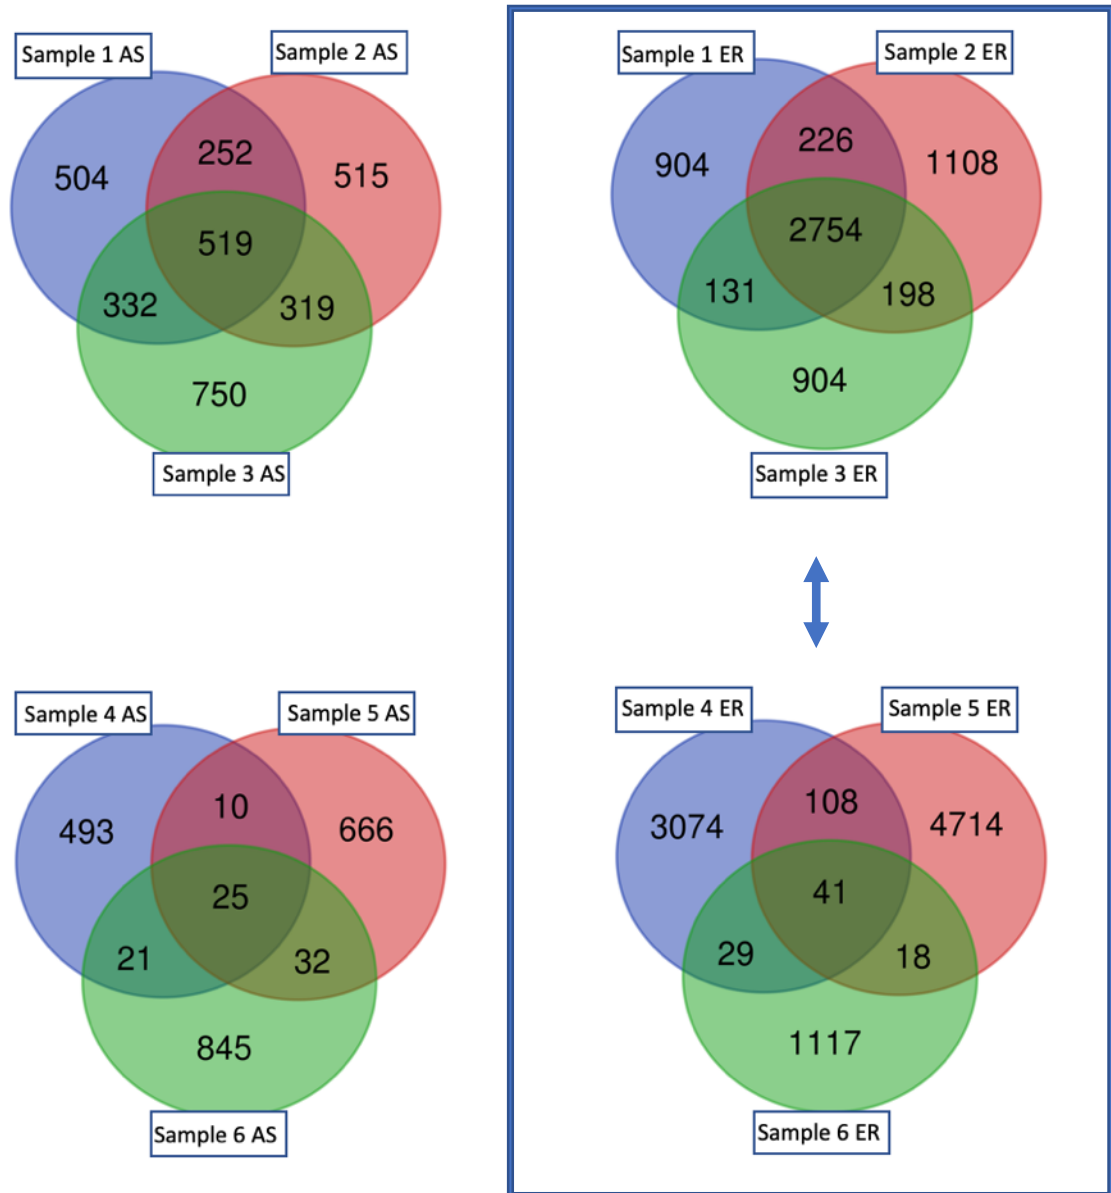 Sample 1 AS
Sample 2 AS
252
504
515
519
332
319
750
Sample 3 AS
Sample 1 ER
Sample 2 ER
226
904
1108
2754
131
198
904
Sample 3 ER
Sample 4 AS
Sample 5 AS
10
493
666
25
21
32
845
Sample 6 AS
Sample 4 ER
Sample 5 ER
108
3074
4714
41
29
18
1117
Sample 6 ER